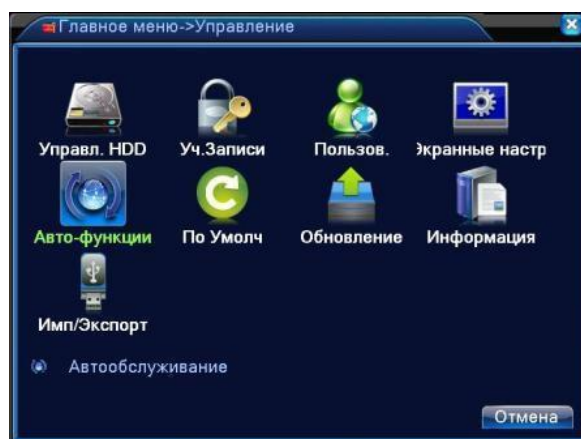 Главное меню->Управление
Управл. HDD Уч.Записи Пользов. Экранные настр
Авто-функции По Умолч Обновление Информация
Имп/Экспорт
Автообслуживание
Отмена